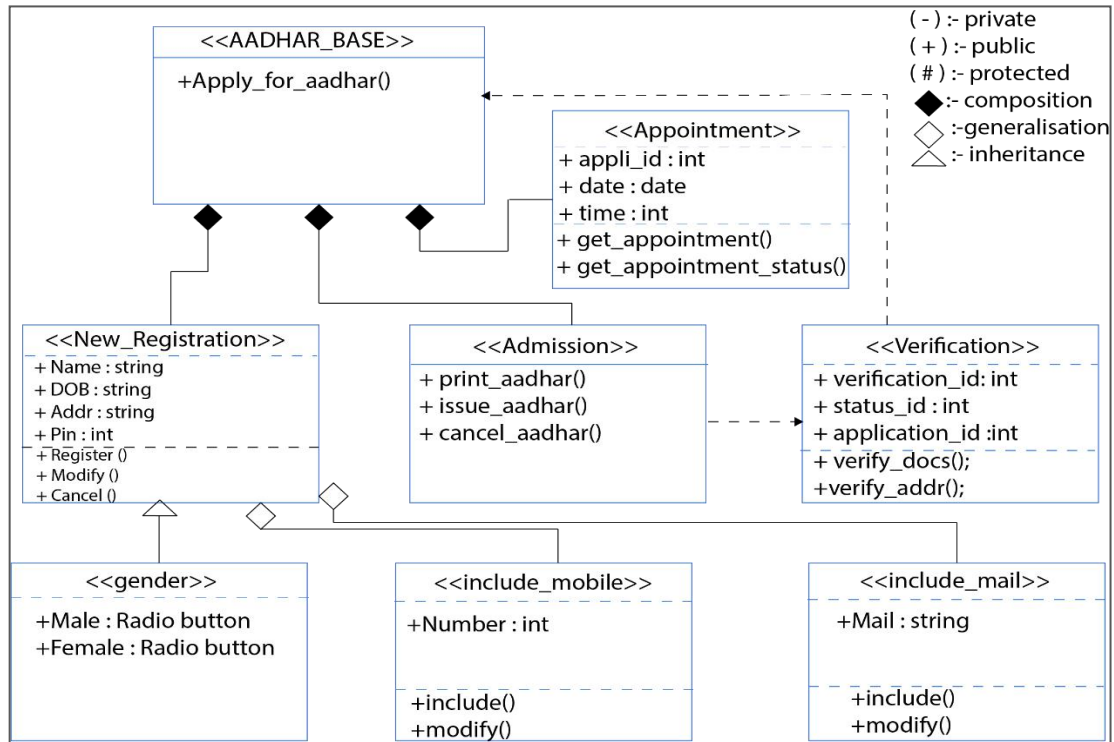 <<AADHAR_BASE>>
+Apply_for_aadhar()
( - ) :- private
( + ) :- public
( # ) :- protected
:- composition
:-generalisation
:- inheritance
<<Appointment>>
+ appli_id : int
+ date : date
+ time : int
+ get_appointment()
+ get_appointment_status()
<<New_Registration>>
+ Name : string
+ DOB : string
+ Addr : string
+ Pin : int
+ Register ()
+ Modify ()
+ Cancel ()
<<Admission>>
+ print_aadhar()
+ issue_aadhar()
+ cancel_aadhar()
<<Verification>>
+ verification_id: int
+ status_id : int
+ application_id :int
+ verify_docs();
+verify_addr();
<<gender>>
+Male : Radio button
+Female : Radio button
<<include_mobile>>
+Number : int
+include()
+modify()
<<include_mail>>
+Mail : string
+include()
+modify()